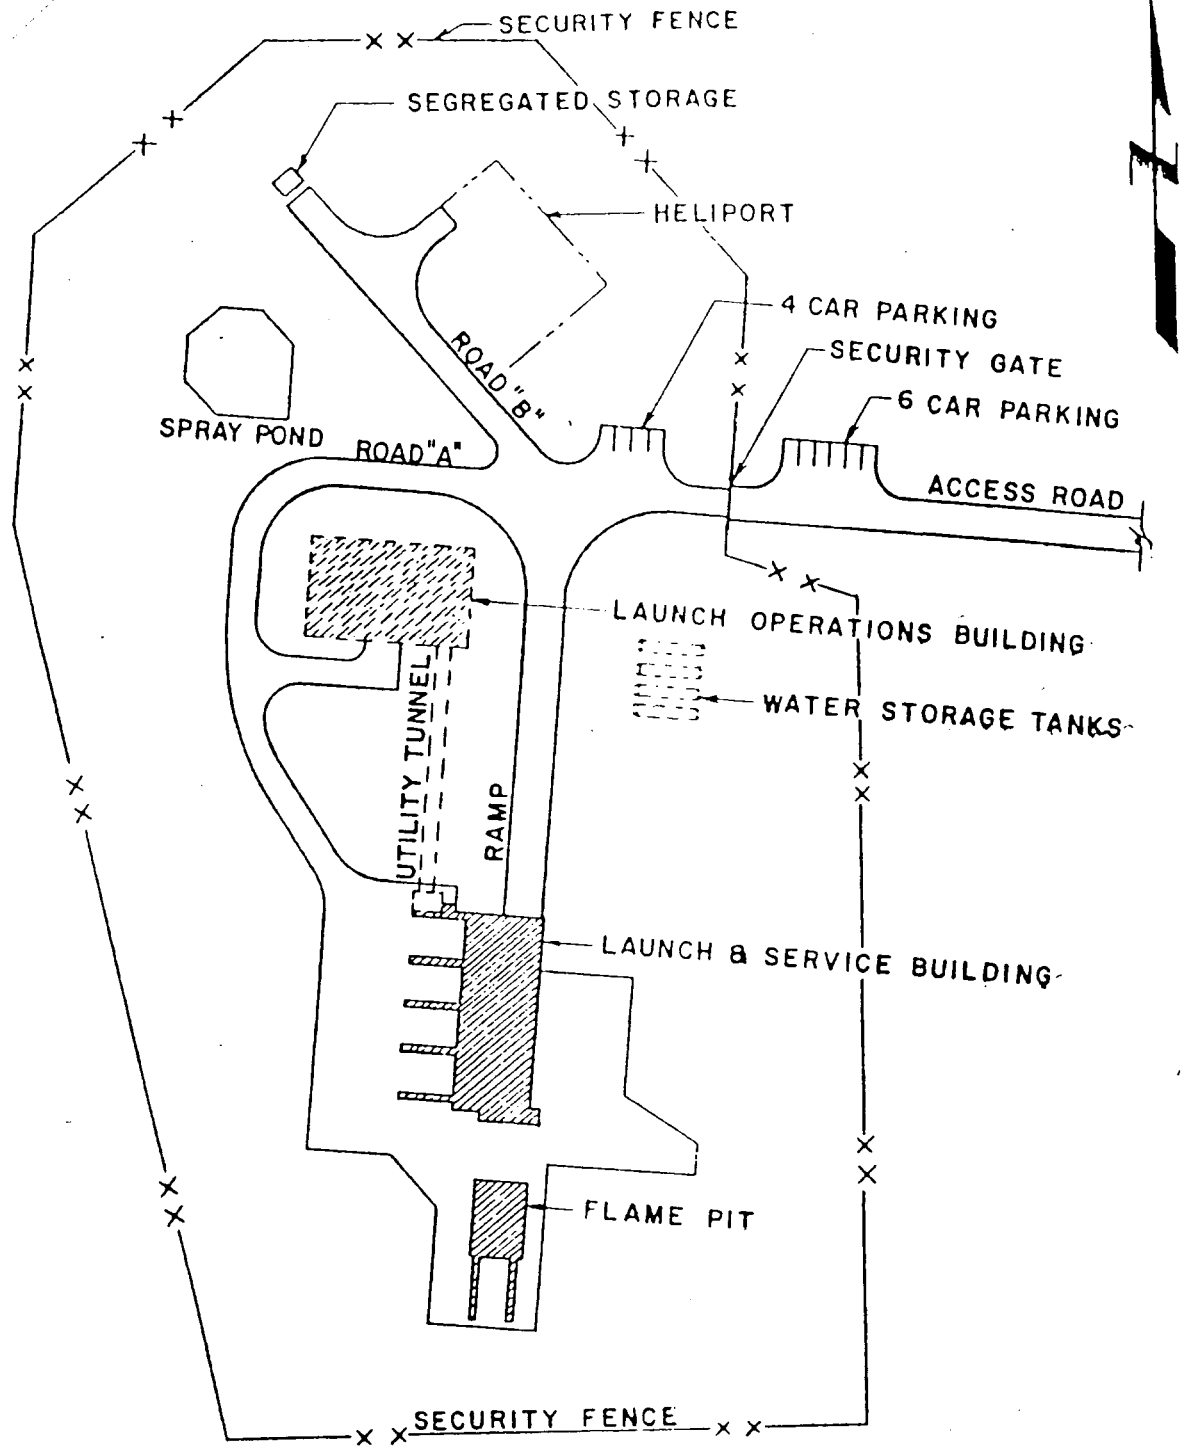 SECURITY FENCE
SEGREGATED STORAGE
N
HELIPORT
4 CAR PARKING
SECURITY GATE
6 CAR PARKING
ROAD "B"
SPRAY POND
ROAD "A"
ACCESS ROAD
LAUNCH OPERATIONS BUILDING
UTILITY TUNNEL
WATER STORAGE TANKS
RAMP
LAUNCH & SERVICE BUILDING
FLAME PIT
SECURITY FENCE